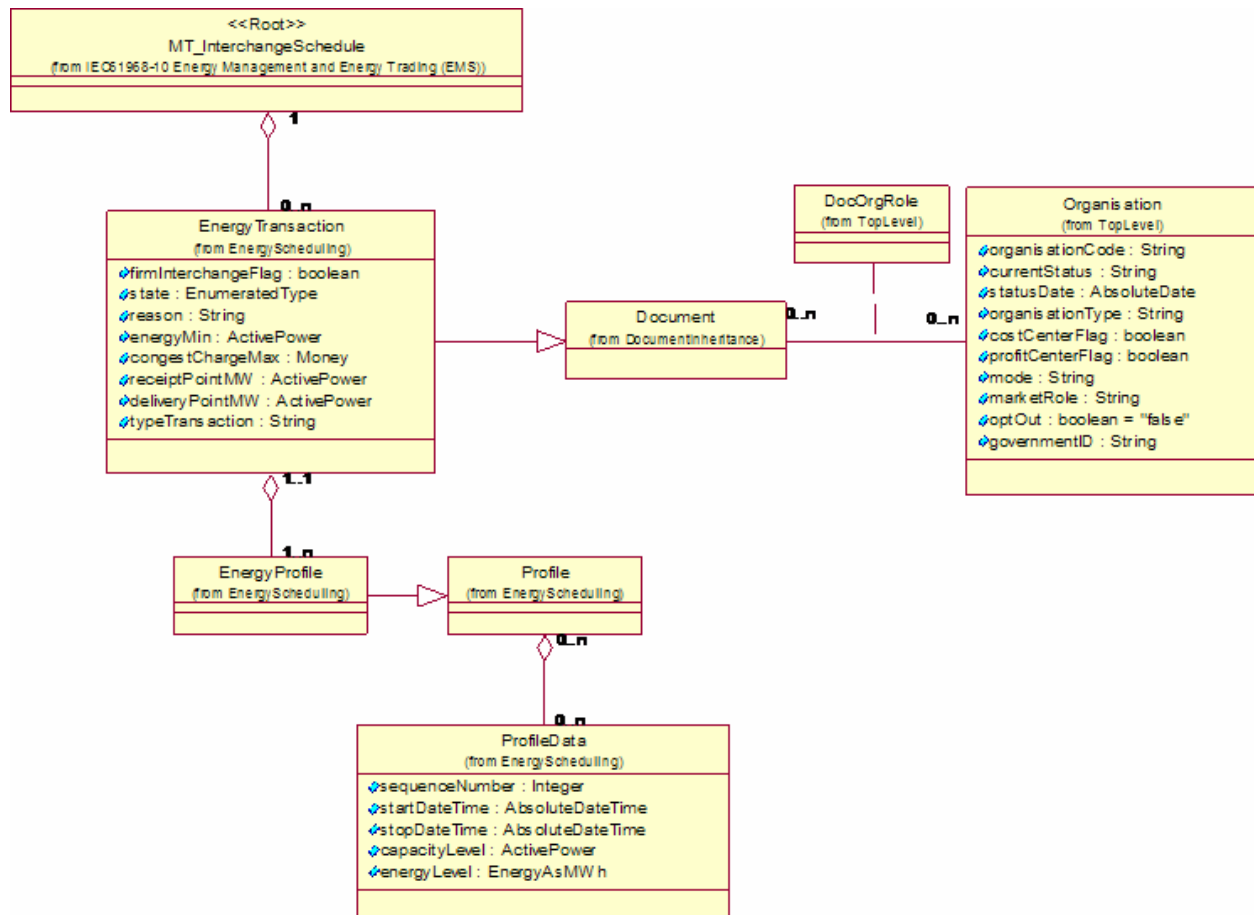 <<Root>>
MT_InterchangeSchedule
(from IEC61968-10 Energy Management and Energy Trading (EMS))
1
0..n
EnergyTransaction
(from EnergyScheduling)
firmInterchangeFlag : boolean
state : EnumeratedType
reason : String
energyMin : ActivePower
congestChargeMax : Money
receiptPointMW : ActivePower
deliveryPointMW : ActivePower
typeTransaction : String
1..1
1..n
Document
(from DocumentInheritance)
0..n
0..n
DocOrgRole
(from TopLevel)
Organisation
(from TopLevel)
organisationCode : String
currentStatus : String
statusDate : AbsoluteDate
organisationType : String
costCenterFlag : boolean
profitCenterFlag : boolean
mode : String
marketRole : String
optOut : boolean = "false"
governmentID : String
EnergyProfile
(from EnergyScheduling)
Profile
(from EnergyScheduling)
0..n
0..n
ProfileData
(from EnergyScheduling)
sequenceNumber : Integer
startDateTime : AbsoluteDateTime
stopDateTime : AbsoluteDateTime
capacityLevel : ActivePower
energyLevel : EnergyAsMWh